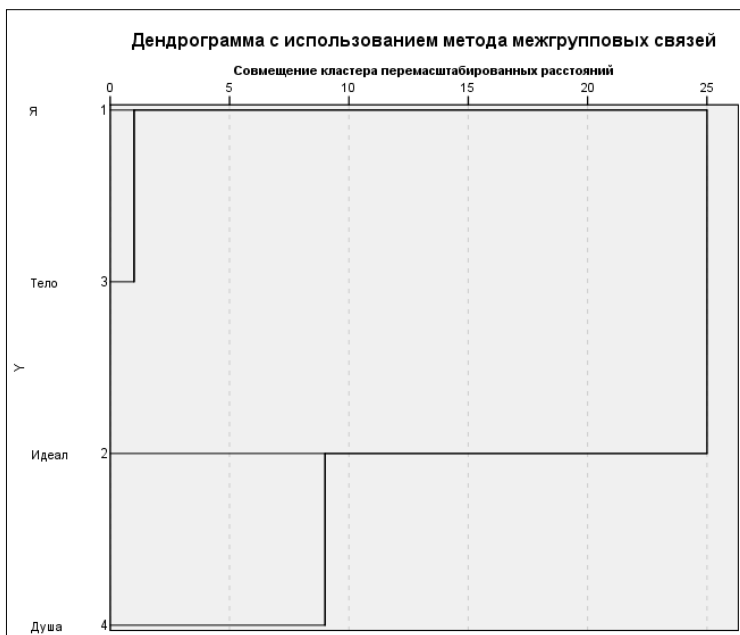 Дендрограмма с использованием метода межгрупповых связей
Совмещение кластера перемасштабированных расстояний
0 5 10 15 20 25
Я 1
Тело 3
Y
Идеал 2
Душа 4